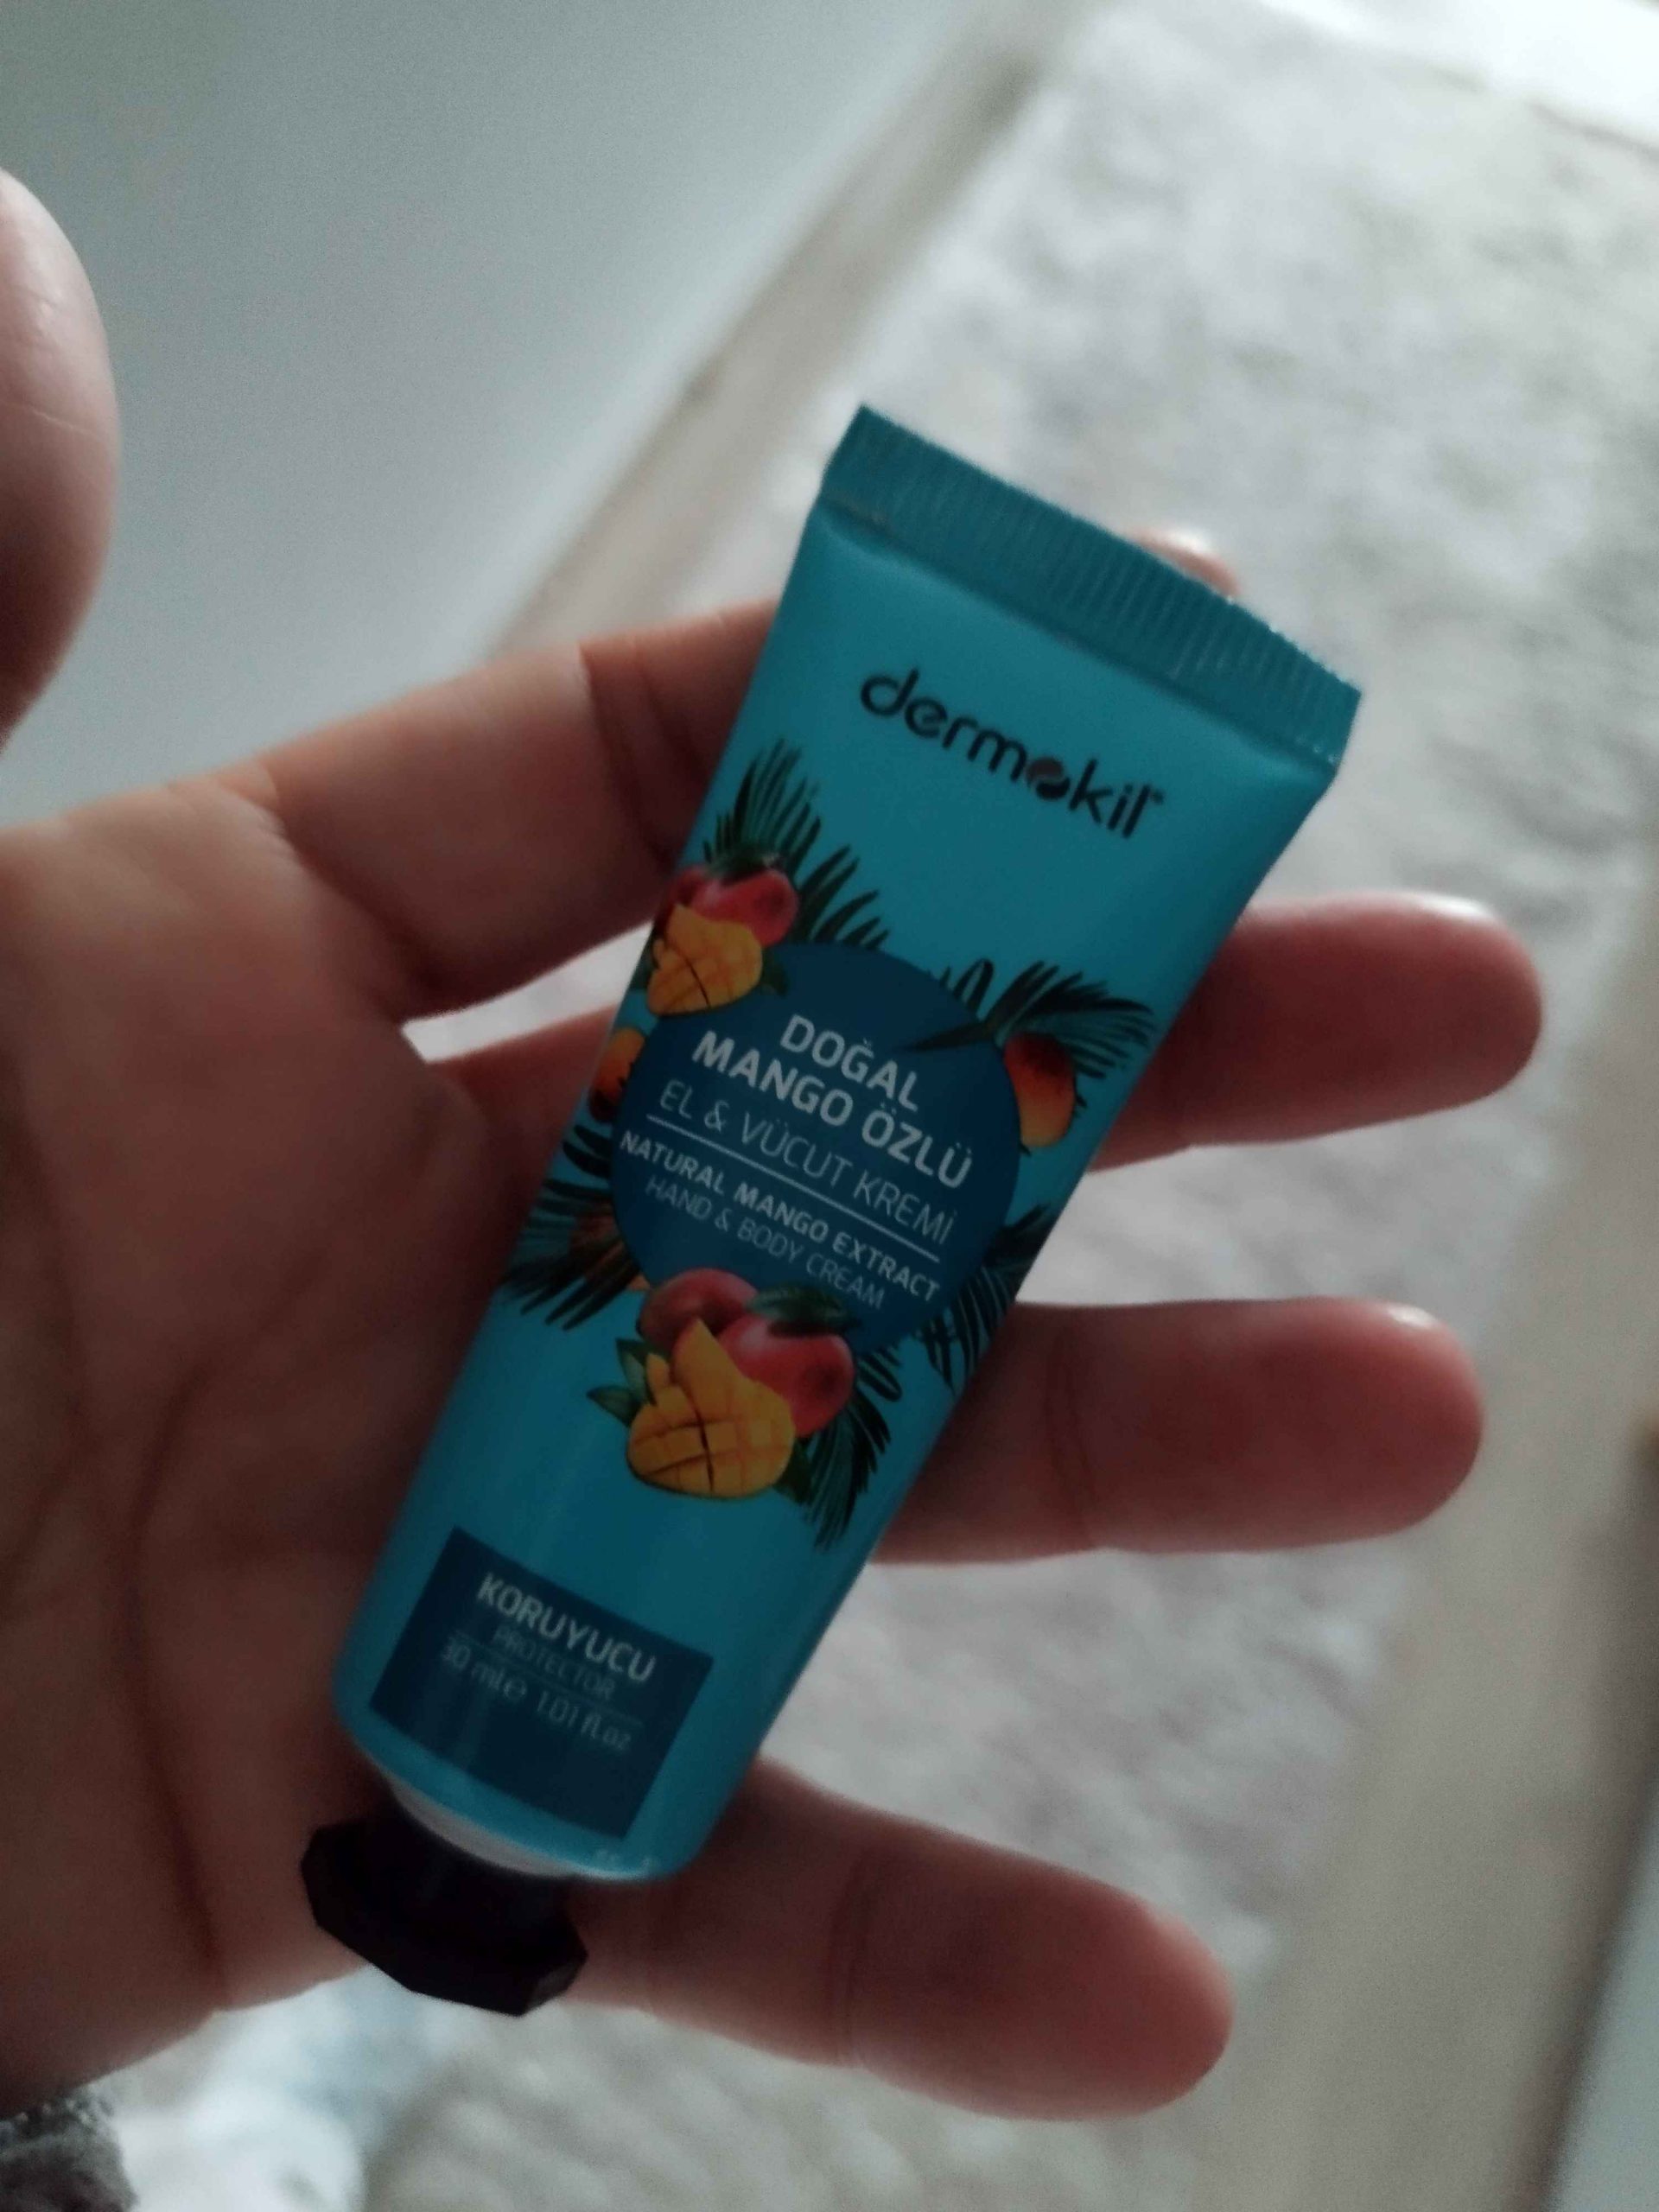 dermokil®
DOĞAL
MANGO ÖZLÜ
EL & VÜCUT KREMİ
NATURAL MANGO EXTRACT
HAND & BODY CREAM
KORUYUCU
PROTECTOR
30 ml ℮ 1.01 fl.oz